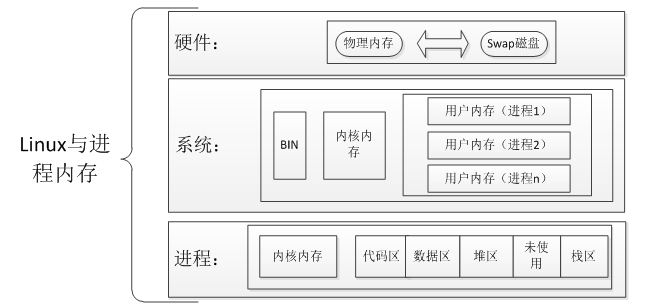 Linux与进
程内存
硬件：
物理内存
Swap磁盘
系统：
BIN
内核内
存
用户内存（进程1）
用户内存（进程2）
用户内存（进程n）
进程：
内核内存
代码区
数据区
堆区
未使
用
栈区